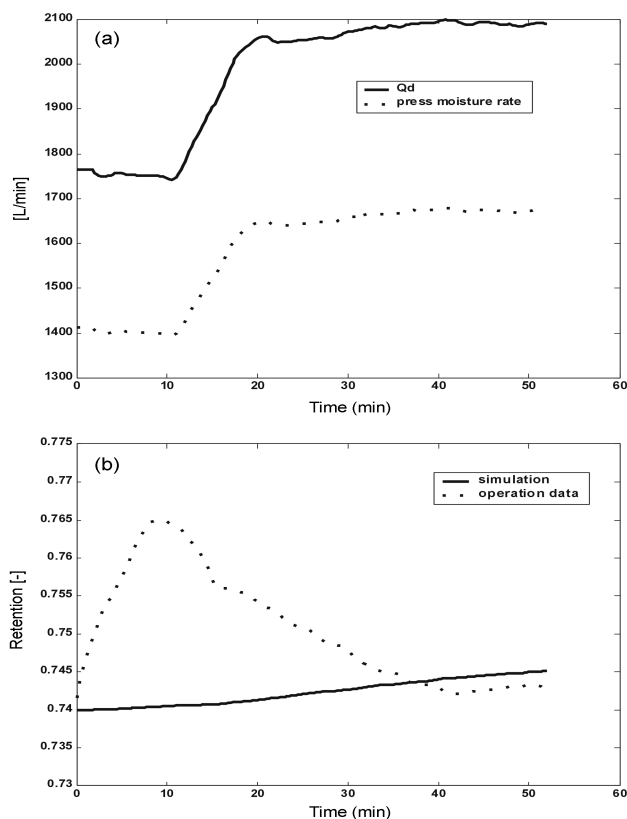 (a)
2100
2000
1900
1800
1700
1600
1500
1400
1300
[L/min]
Qd
press moisture rate
0 10 20 30 40 50 60
Time (min)
(b)
0.775
0.77
0.765
0.76
0.755
0.75
0.745
0.74
0.735
0.73
Retention [-]
simulation
operation data
0 10 20 30 40 50 60
Time (min)